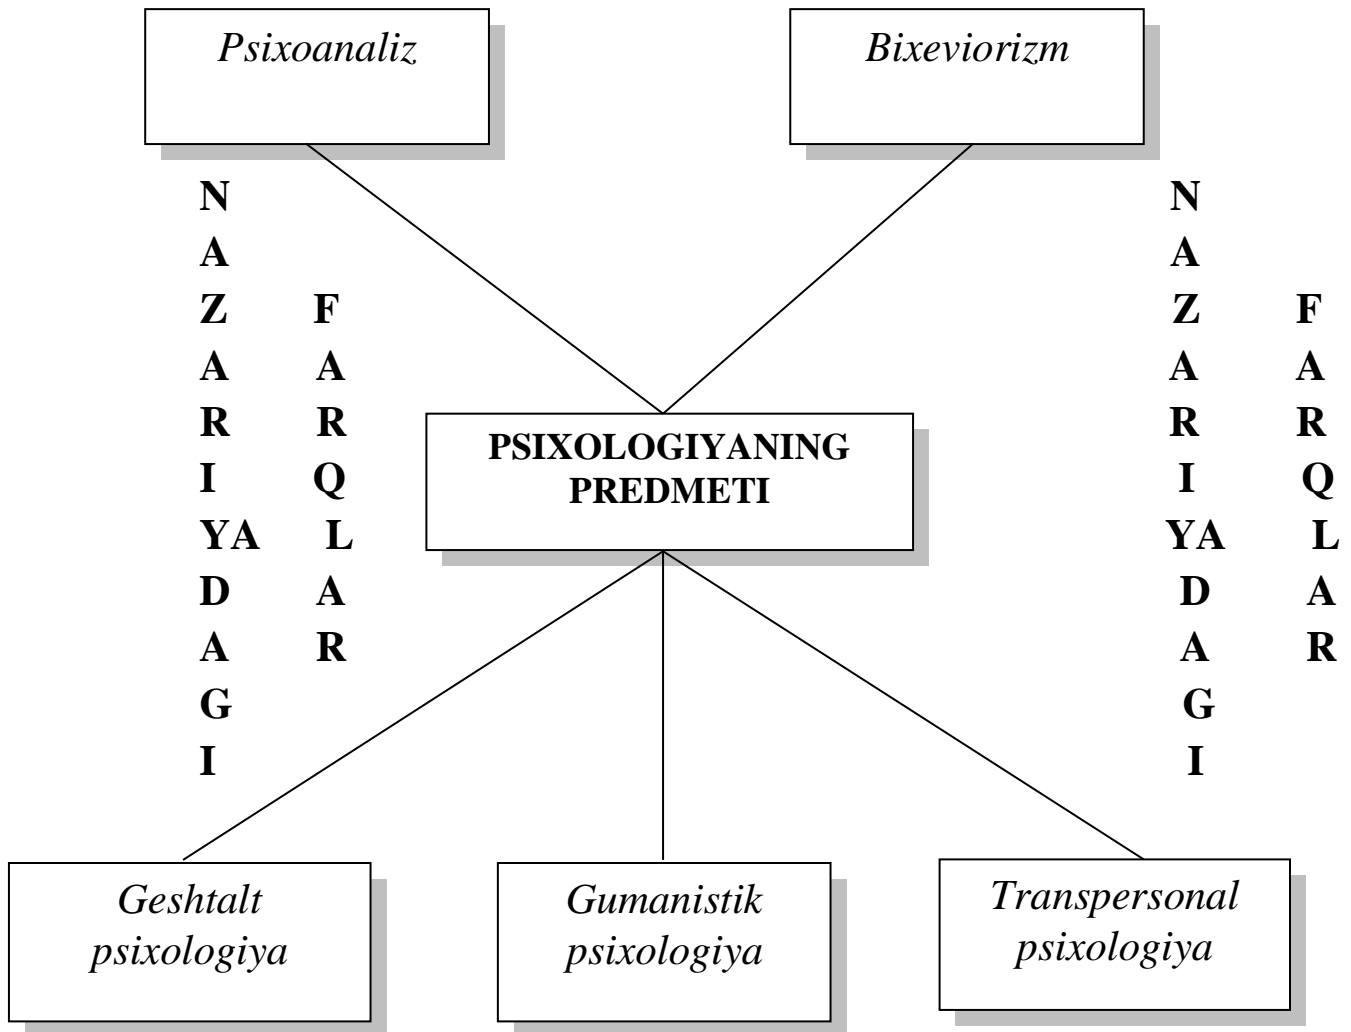 Psixoanaliz
Bixeviorizm
N
A
Z
A
R
I
YA
D
A
G
I
F
A
R
Q
L
A
R
PSIXOLOGIYANING
PREDMETI
N
A
Z
A
R
I
YA
D
A
G
I
F
A
R
Q
L
A
R
Geshtalt
psixologiya
Gumanistik
psixologiya
Transpersonal
psixologiya